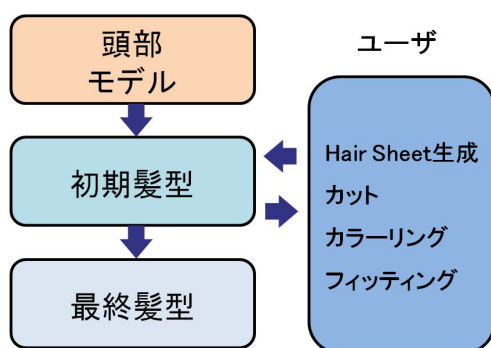 頭部
モデル
初期髪型
最終髪型
ユーザ
Hair Sheet生成
カット
カラーリング
フィッティング